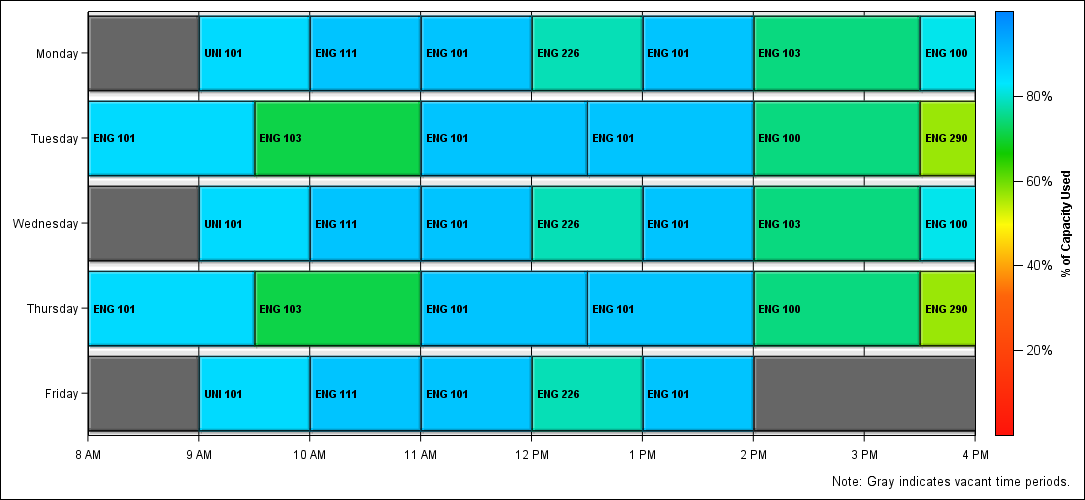 Monday UNI 101 ENG 111 ENG 101 ENG 226 ENG 101 ENG 103 ENG 100
80%
Tuesday ENG 101 ENG 103 ENG 101 ENG 101 ENG 100 ENG 290
60%
Wednesday UNI 101 ENG 111 ENG 101 ENG 226 ENG 101 ENG 103 ENG 100
% of Capacity Used
40%
Thursday ENG 101 ENG 103 ENG 101 ENG 101 ENG 100 ENG 290
20%
Friday UNI 101 ENG 111 ENG 101 ENG 226 ENG 101
8 AM 9 AM 10 AM 11 AM 12 PM 1 PM 2 PM 3 PM 4 PM
Note: Gray indicates vacant time periods.